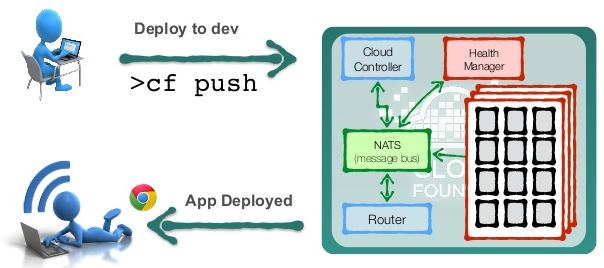 Deploy to dev
>cf push
Cloud
Controller
Health
Manager
NATS
(message bus)
CLO
FOUN
App Deployed
Router